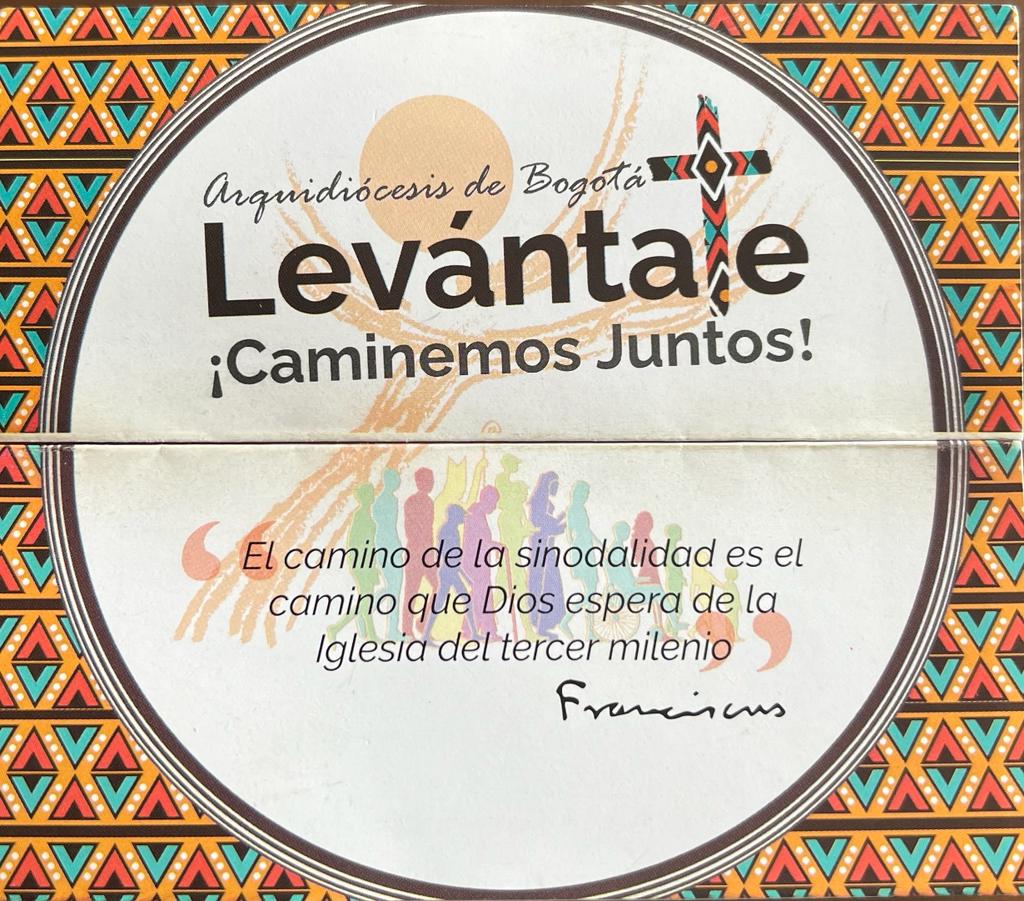 Arquidiócesis de Bogotá
Levántate
¡Caminemos Juntos!
“El camino de la sinodalidad es el
camino que Dios espera de la
Iglesia del tercer milenio”
Franciscus